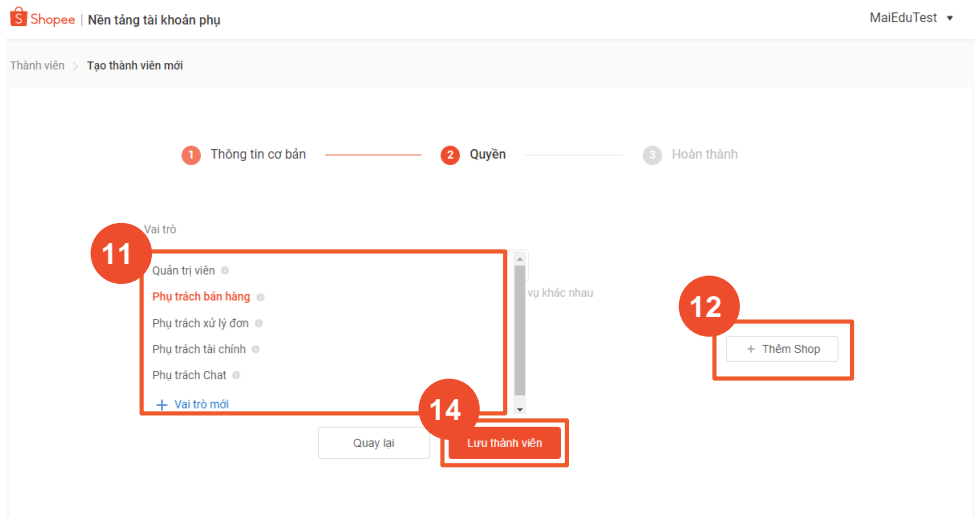 Shopee | Nền tảng tài khoản phụ
MaiEduTest
Thành viên > Tạo thành viên mới
1 Thông tin cơ bản
2 Quyền
3 Hoàn thành
Vai trò
11
Quản trị viên
Phụ trách bán hàng
vụ khác nhau
Phụ trách xử lý đơn
Phụ trách tài chính
Phụ trách Chat
+ Vai trò mới
12
+ Thêm Shop
14
Quay lại
Lưu thành viên